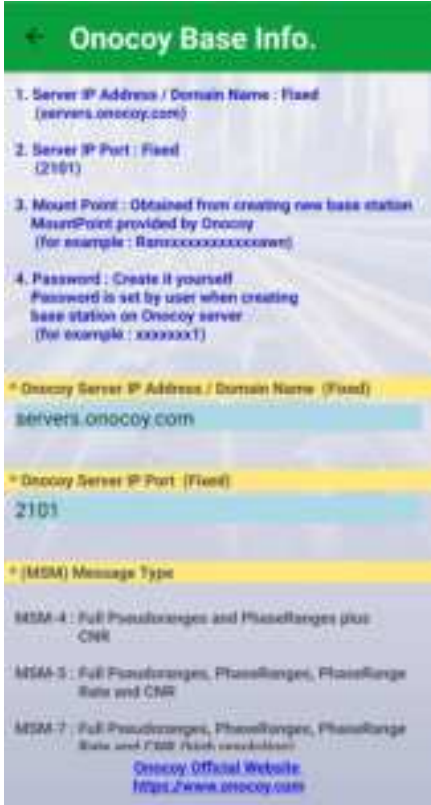 Onocoy Base Info.
1. Server IP Address / Domain Name : Fixed
(servers.onocoy.com)
2. Server IP Port : Fixed
(2101)
3. Mount Point : Obtained from creating new base station
MountPoint provided by Onocoy
(for example :
4. Password : Create it yourself
Password is set by user when creating
base station on Onocoy server
(for example : xxxxxxx1)
* Onocoy Server IP Address / Domain Name (Fixed)
servers.onocoy.com
* Onocoy Server IP Port (Fixed)
2101
* (MSM) Message Type
MSM-4 : Full Pseudoranges and PhaseRanges plus
CNR
MSM-5 : Full Pseudoranges, PhaseRanges, PhaseRange
Rate and CNR
MSM-7 : Full Pseudoranges, PhaseRanges, PhaseRange
Rate and CNR (high resolution)
Onocoy Official Website
https://www.onocoy.com